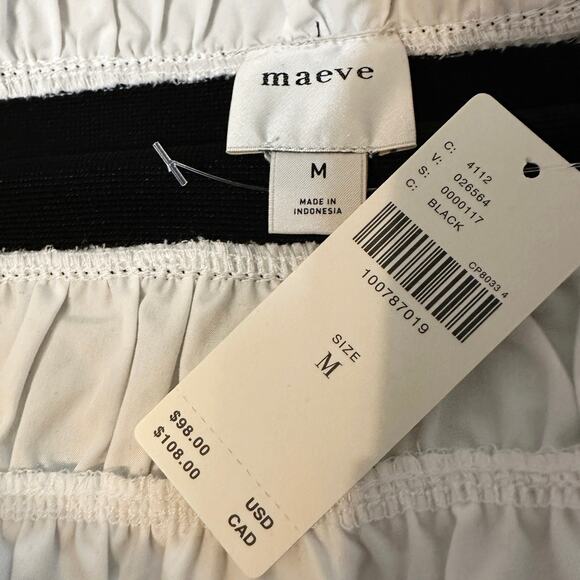 maeve
M
MADE IN
INDONESIA
C: 4112
V: 026564
S: 0000117
C: BLACK
CP8033 4
100787019
SIZE
M
$98.00 USD
$108.00 CAD